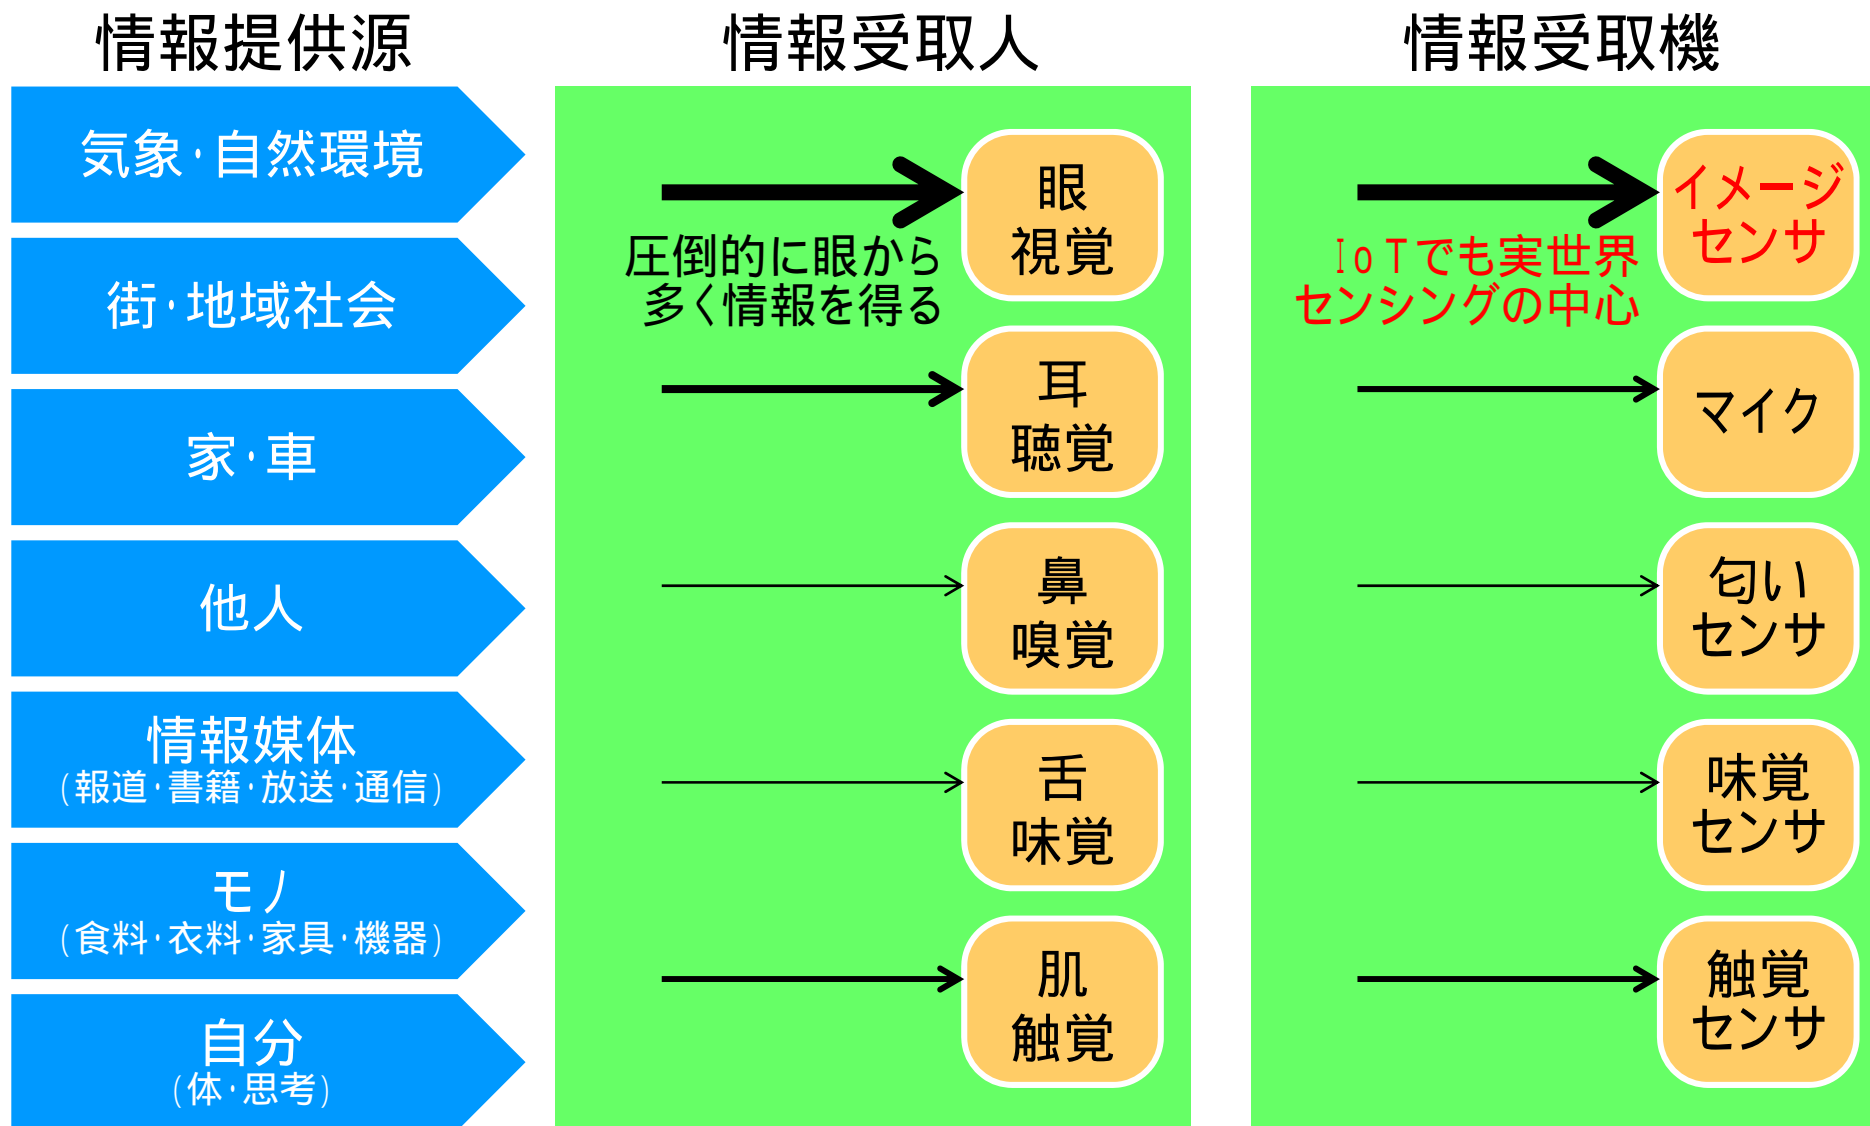 情報提供源
気象・自然環境
街・地域社会
家・車
他人
情報媒体
(報道・書籍・放送・通信)
モノ
(食料・衣料・家具・機器)
自分
(体・思考)
情報受取人
圧倒的に眼から
多く情報を得る
眼
視覚
耳
聴覚
鼻
嗅覚
舌
味覚
肌
触覚
情報受取機
IoTでも実世界
センシングの中心
イメージ
センサ
マイク
匂い
センサ
味覚
センサ
触覚
センサ